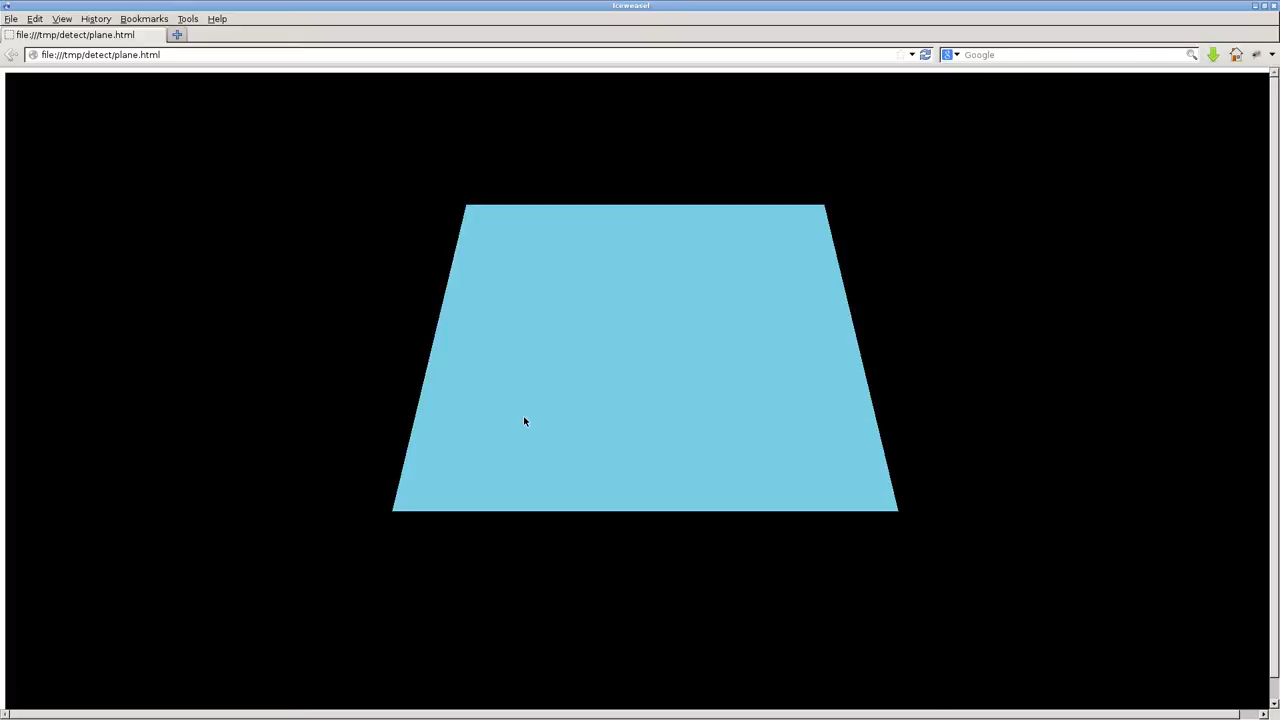 Iceweasel
File Edit View History Bookmarks Tools Help
file:///tmp/detect/plane.html
file:///tmp/detect/plane.html
Google